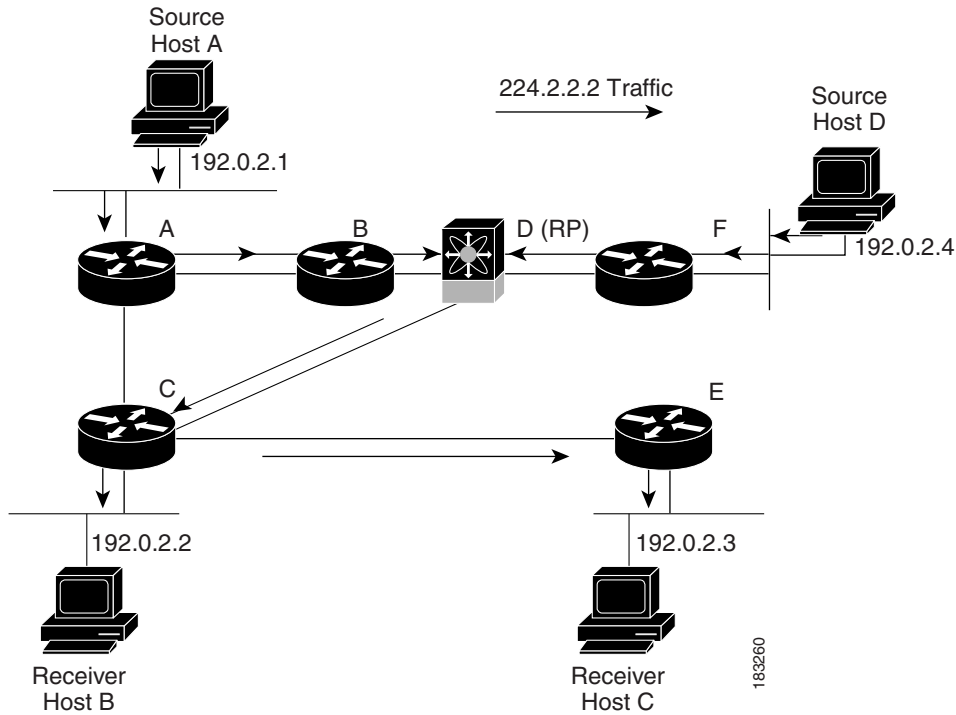 Source
Host A
224.2.2.2 Traffic
Source
Host D
192.0.2.1
A
B
D (RP)
F
192.0.2.4
C
E
192.0.2.2
192.0.2.3
Receiver
Host B
Receiver
Host C
183260